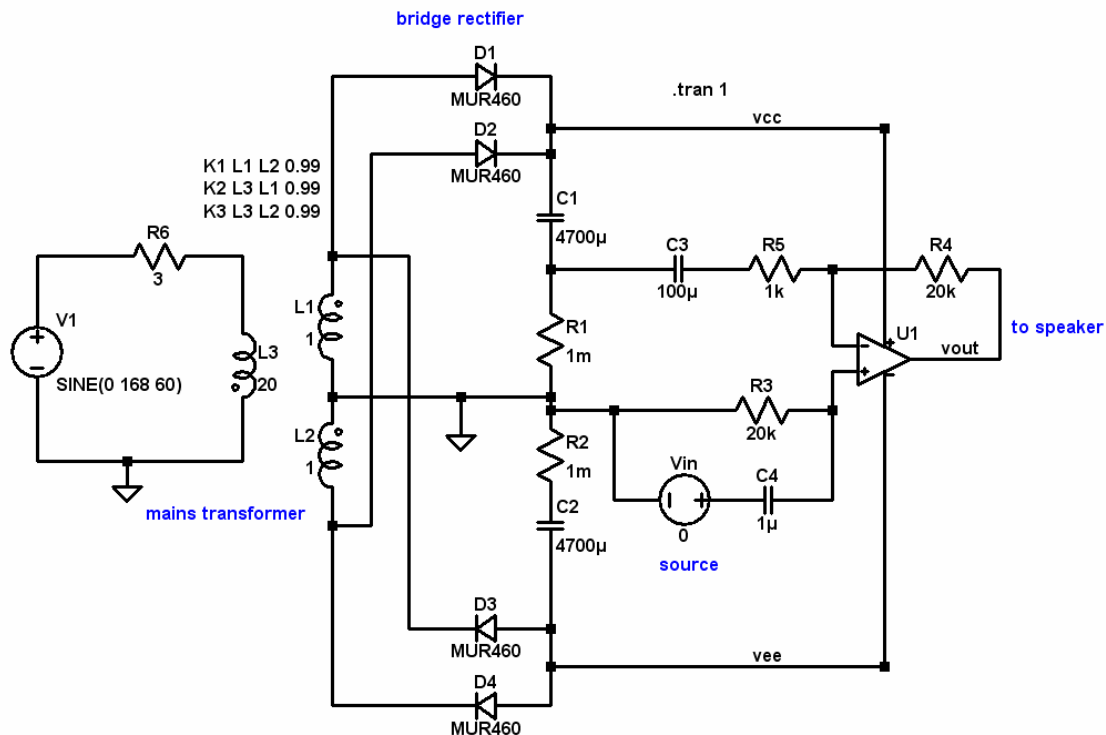 bridge rectifier
D1
MUR460
.tran 1
vcc
D2
MUR460
K1 L1 L2 0.99
K2 L3 L1 0.99
K3 L3 L2 0.99
C1
4700µ
R6
3
C3
100µ
R5
1k
R4
20k
V1
SINE(0 168 60)
L3
20
L1
1
R1
1m
U1
to speaker
vout
R3
20k
L2
1
R2
1m
Vin
0
C4
1µ
mains transformer
C2
4700µ
source
D3
MUR460
vee
D4
MUR460